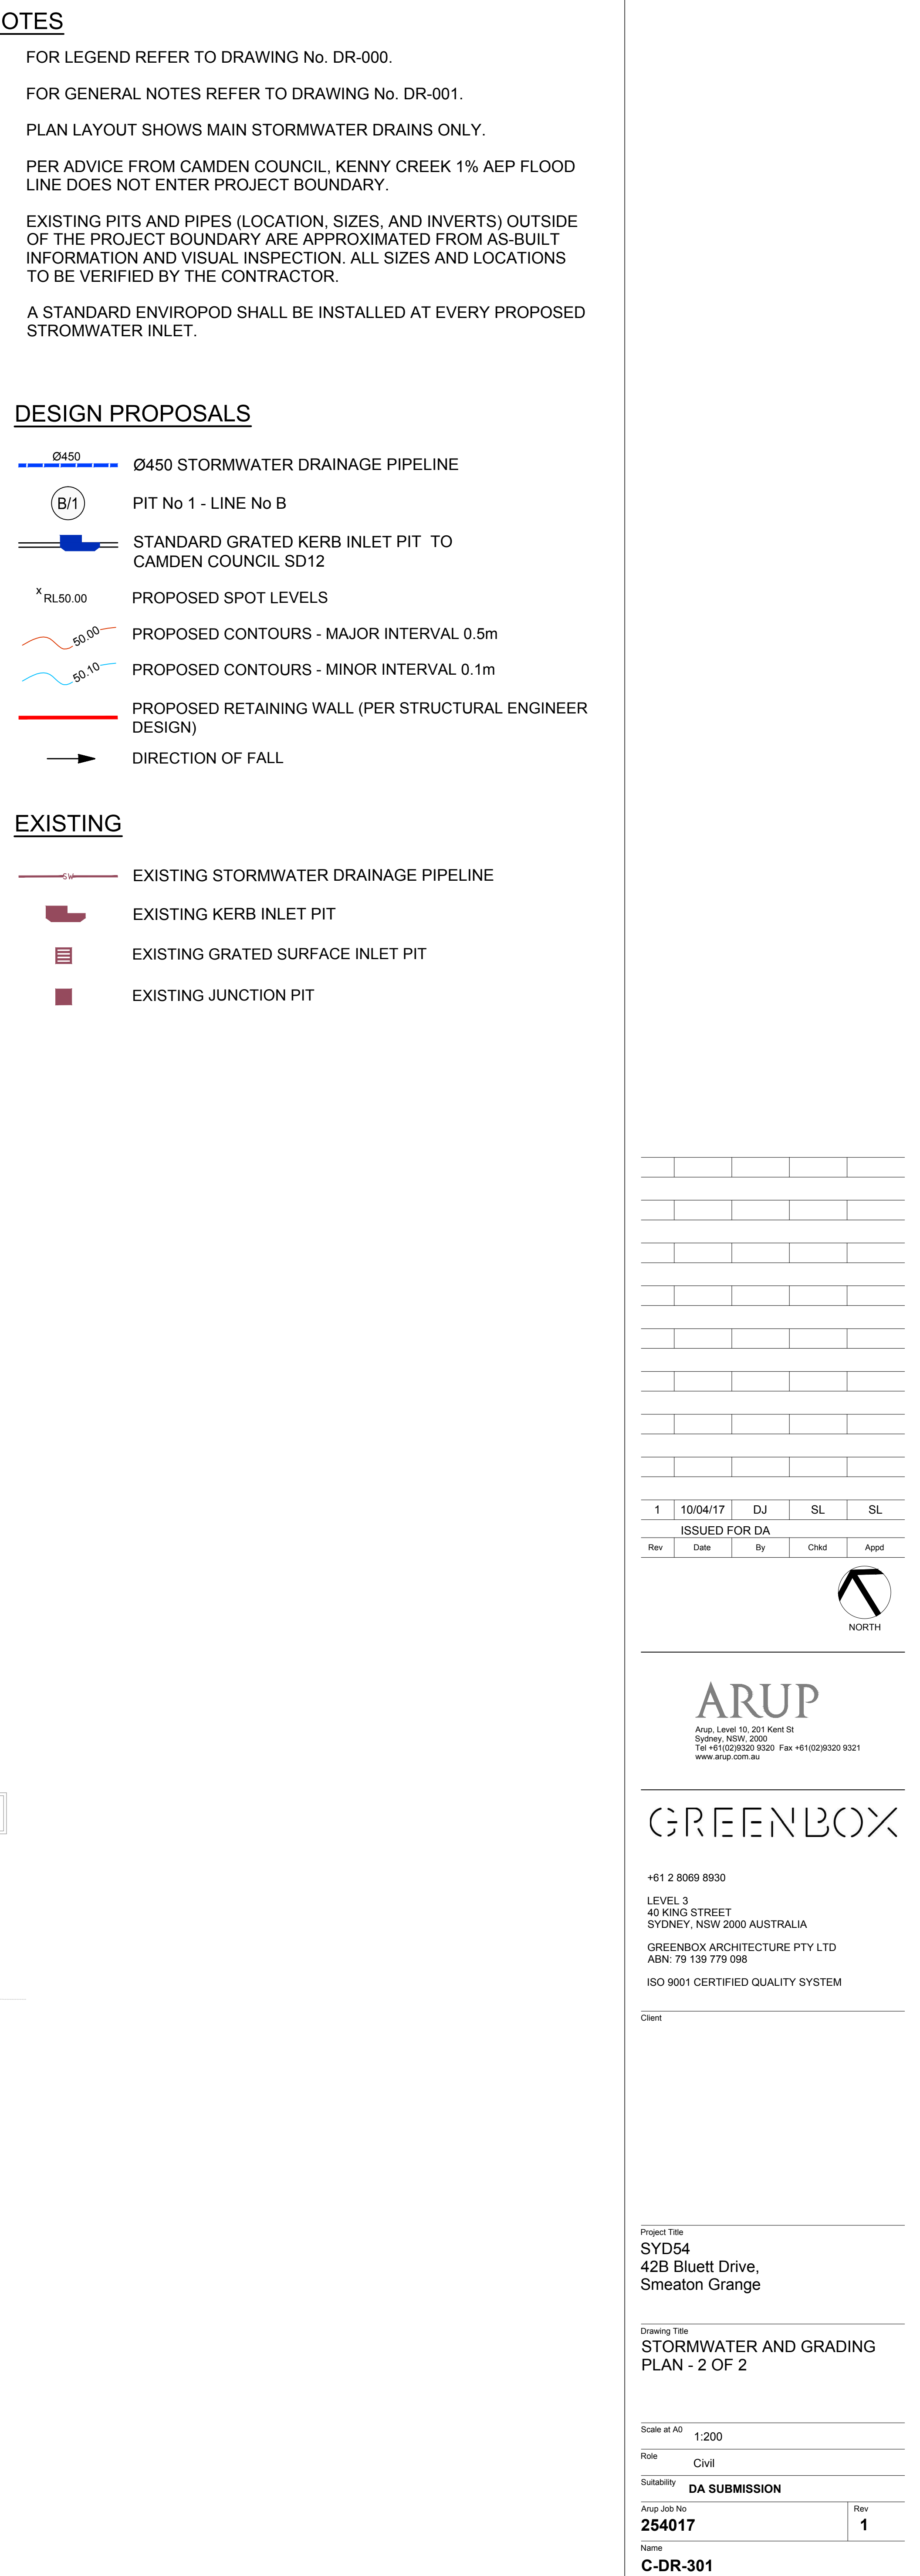 OTES
FOR LEGEND REFER TO DRAWING No. DR-000.
FOR GENERAL NOTES REFER TO DRAWING No. DR-001.
PLAN LAYOUT SHOWS MAIN STORMWATER DRAINS ONLY.
PER ADVICE FROM CAMDEN COUNCIL, KENNY CREEK 1% AEP FLOOD
LINE DOES NOT ENTER PROJECT BOUNDARY.
EXISTING PITS AND PIPES (LOCATION, SIZES, AND INVERTS) OUTSIDE
OF THE PROJECT BOUNDARY ARE APPROXIMATED FROM AS-BUILT
INFORMATION AND VISUAL INSPECTION. ALL SIZES AND LOCATIONS
TO BE VERIFIED BY THE CONTRACTOR.
A STANDARD ENVIROPOD SHALL BE INSTALLED AT EVERY PROPOSED
STROMWATER INLET.
DESIGN PROPOSALS
Ø450
Ø450 STORMWATER DRAINAGE PIPELINE
B/1
PIT No 1 - LINE No B
STANDARD GRATED KERB INLET PIT TO
CAMDEN COUNCIL SD12
x RL50.00
PROPOSED SPOT LEVELS
50.00
PROPOSED CONTOURS - MAJOR INTERVAL 0.5m
50.10
PROPOSED CONTOURS - MINOR INTERVAL 0.1m
PROPOSED RETAINING WALL (PER STRUCTURAL ENGINEER
DESIGN)
DIRECTION OF FALL
EXISTING
SW
EXISTING STORMWATER DRAINAGE PIPELINE
EXISTING KERB INLET PIT
EXISTING GRATED SURFACE INLET PIT
EXISTING JUNCTION PIT
1 10/04/17 DJ SL SL
ISSUED FOR DA
Rev Date By Chkd Appd
NORTH
ARUP
Arup, Level 10, 201 Kent St
Sydney, NSW, 2000
Tel +61(02)9320 9320 Fax +61(02)9320 9321
www.arup.com.au
GREENBOX
+61 2 8069 8930
LEVEL 3
40 KING STREET
SYDNEY, NSW 2000 AUSTRALIA
GREENBOX ARCHITECTURE PTY LTD
ABN: 79 139 779 098
ISO 9001 CERTIFIED QUALITY SYSTEM
Client
Project Title
SYD54
42B Bluett Drive,
Smeaton Grange
Drawing Title
STORMWATER AND GRADING
PLAN - 2 OF 2
Scale at A0 1:200
Role Civil
Suitability DA SUBMISSION
Arup Job No Rev
254017 1
Name
C-DR-301